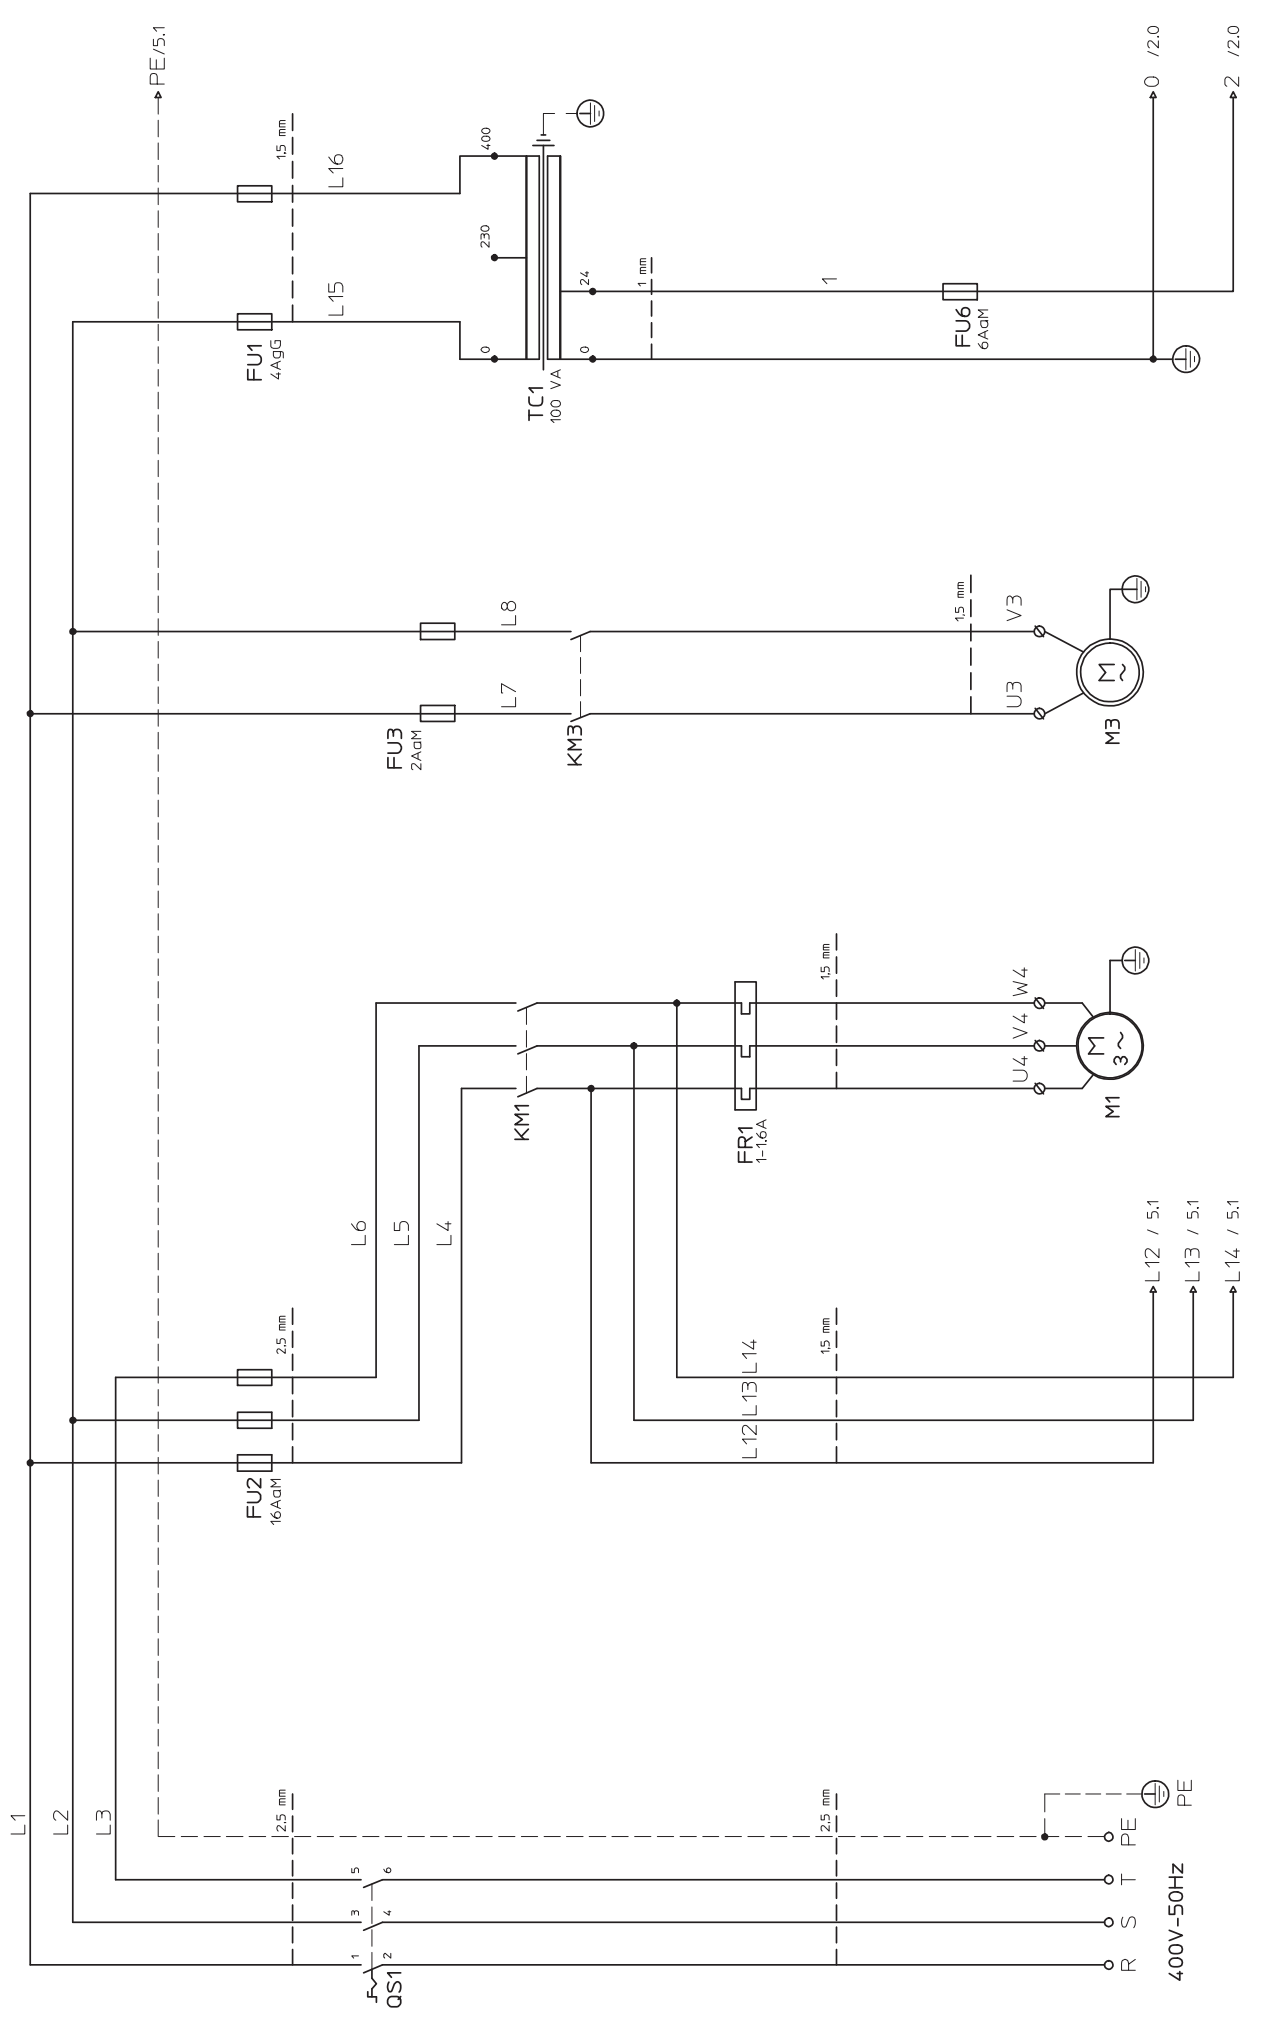 L1
L2
L3
PE/5.1
2.5 mm
1
3
5
2
4
6
QS1
2.5 mm
R
S
T
PE
PE
400V-50Hz
FU2
16AaM
2.5 mm
L6
L5
L4
KM1
FR1
1-1.6A
L12
L13
L14
1.5 mm
1.5 mm
U4
V4
W4
M
3~
M1
L12 / 5.1
L13 / 5.1
L14 / 5.1
FU3
2AaM
L7
L8
KM3
1,5 mm
U3
V3
M
~
M3
FU1
4AgG
1.5 mm
L15
L16
0
230
400
TC1
100 VA
0
24
1 mm
1
FU6
6AaM
0 /2.0
2 /2.0